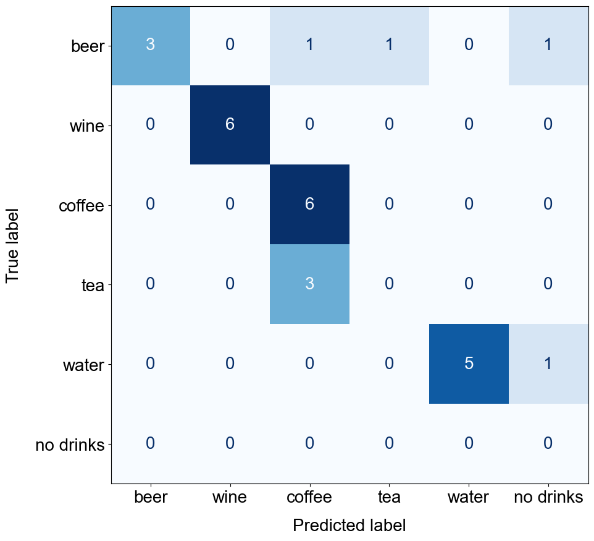 beer 3 0 1 1 0 1
wine 0 6 0 0 0 0
coffee 0 0 6 0 0 0
tea 0 0 3 0 0 0
water 0 0 0 0 5 1
no drinks 0 0 0 0 0 0
True label
beer wine coffee tea water no drinks
Predicted label